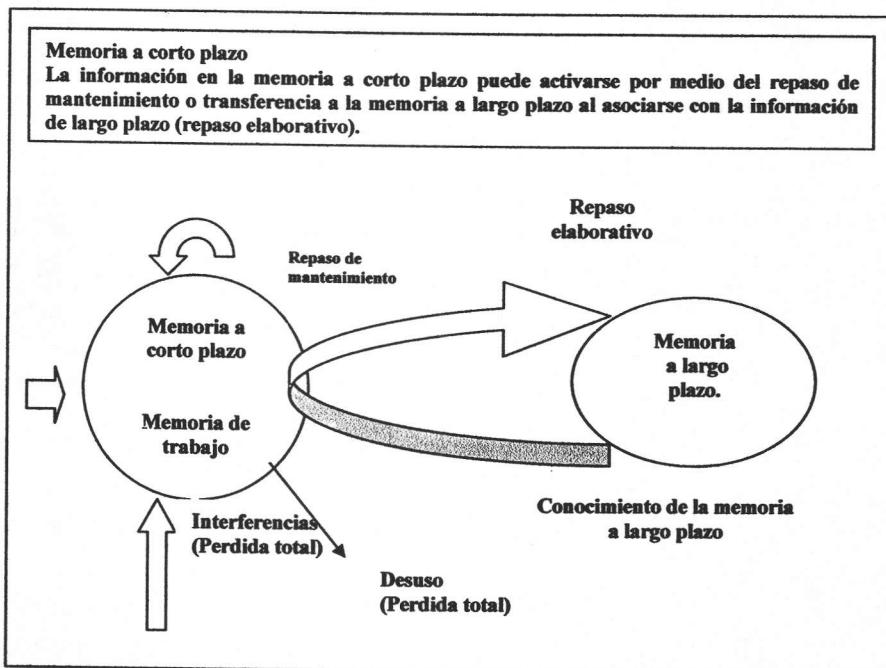 Memoria a corto plazo
La información en la memoria a corto plazo puede activarse por medio del repaso de
mantenimiento o transferencia a la memoria a largo plazo al asociarse con la información
de largo plazo (repaso elaborativo).
Repaso
elaborativo
Repaso de
mantenimiento
Memoria a
corto plazo
Memoria
a largo
plazo.
Memoria de
trabajo
Conocimiento de la memoria
a largo plazo
Interferencias
(Perdida total)
Desuso
(Perdida total)